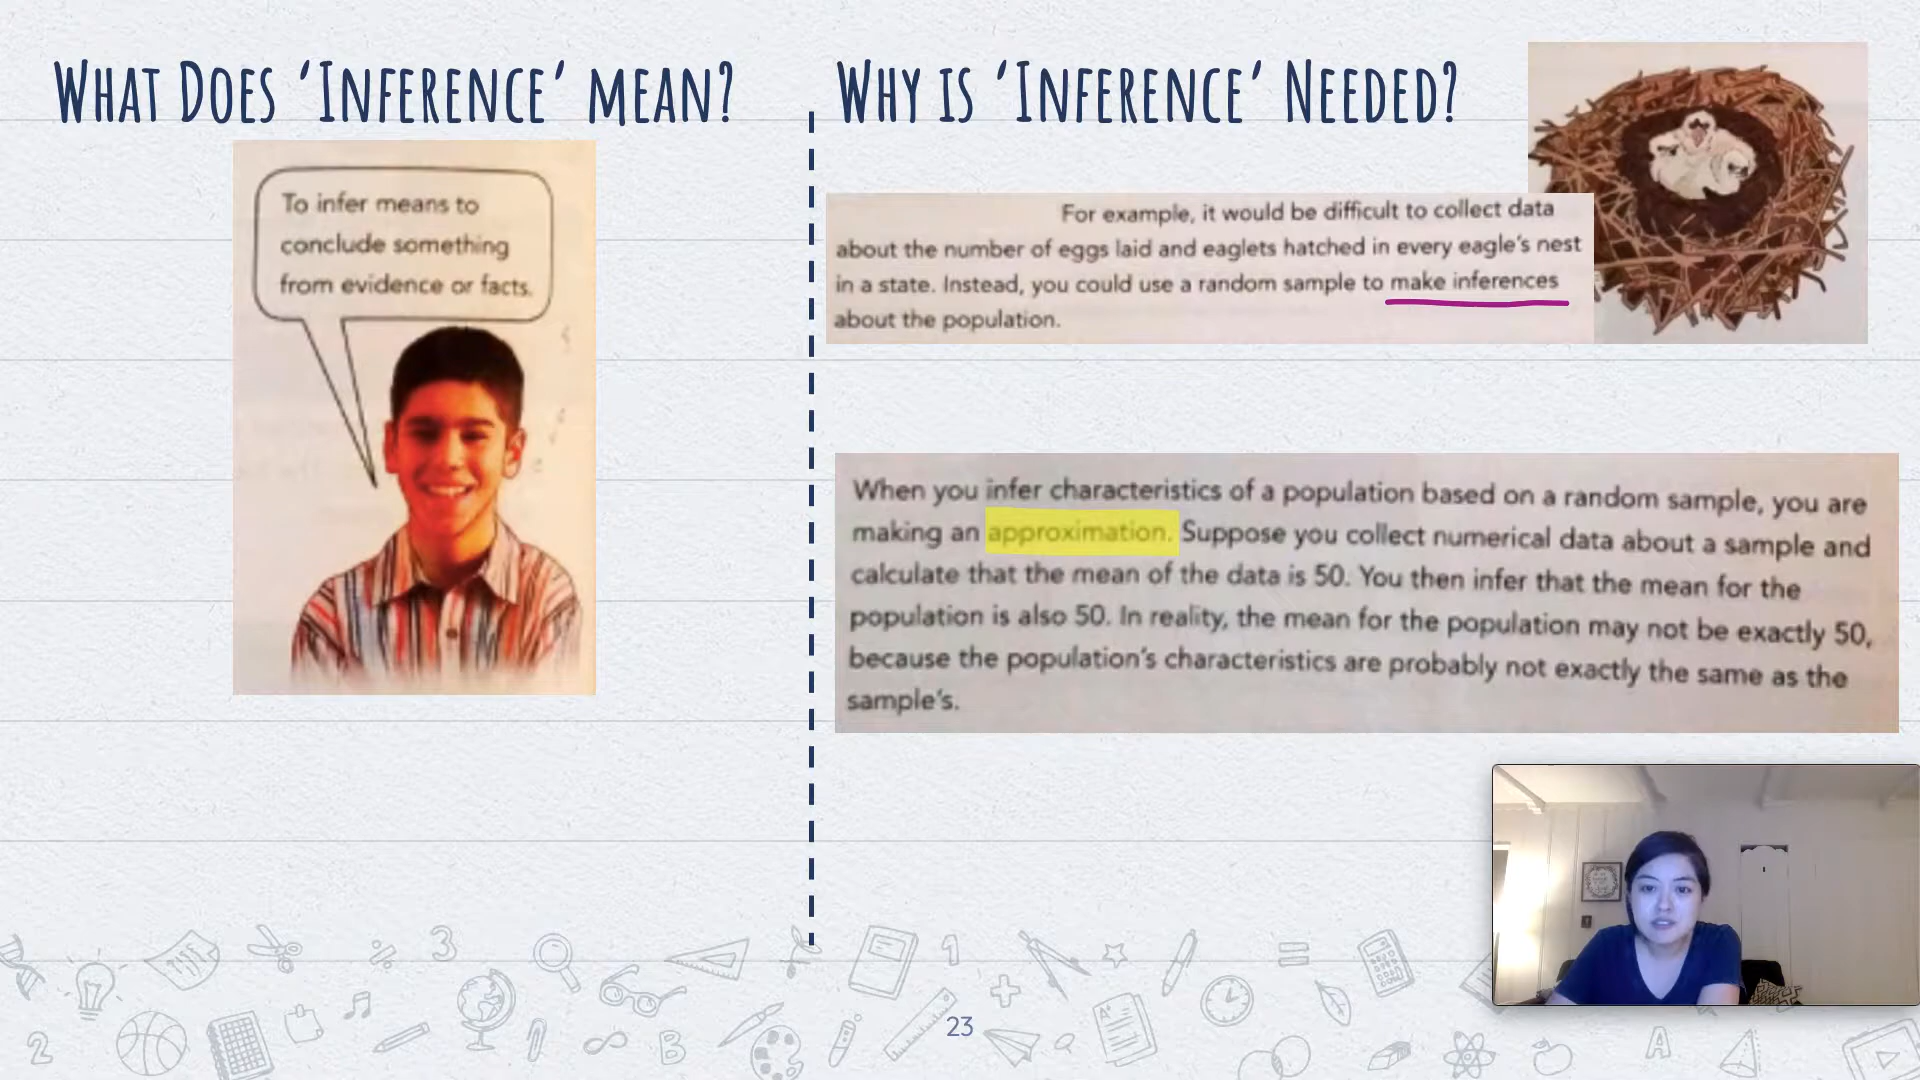 What Does ‘Inference’ mean?
To infer means to
conclude something
from evidence or facts.
Why is ‘Inference’ Needed?
For example, it would be difficult to collect data
about the number of eggs laid and eaglets hatched in every eagle's nest
in a state. Instead, you could use a random sample to make inferences
about the population.
When you infer characteristics of a population based on a random sample, you are
making an approximation. Suppose you collect numerical data about a sample and
calculate that the mean of the data is 50. You then infer that the mean for the
population is also 50. In reality, the mean for the population may not be exactly 50,
because the population's characteristics are probably not exactly the same as the
sample's.
23